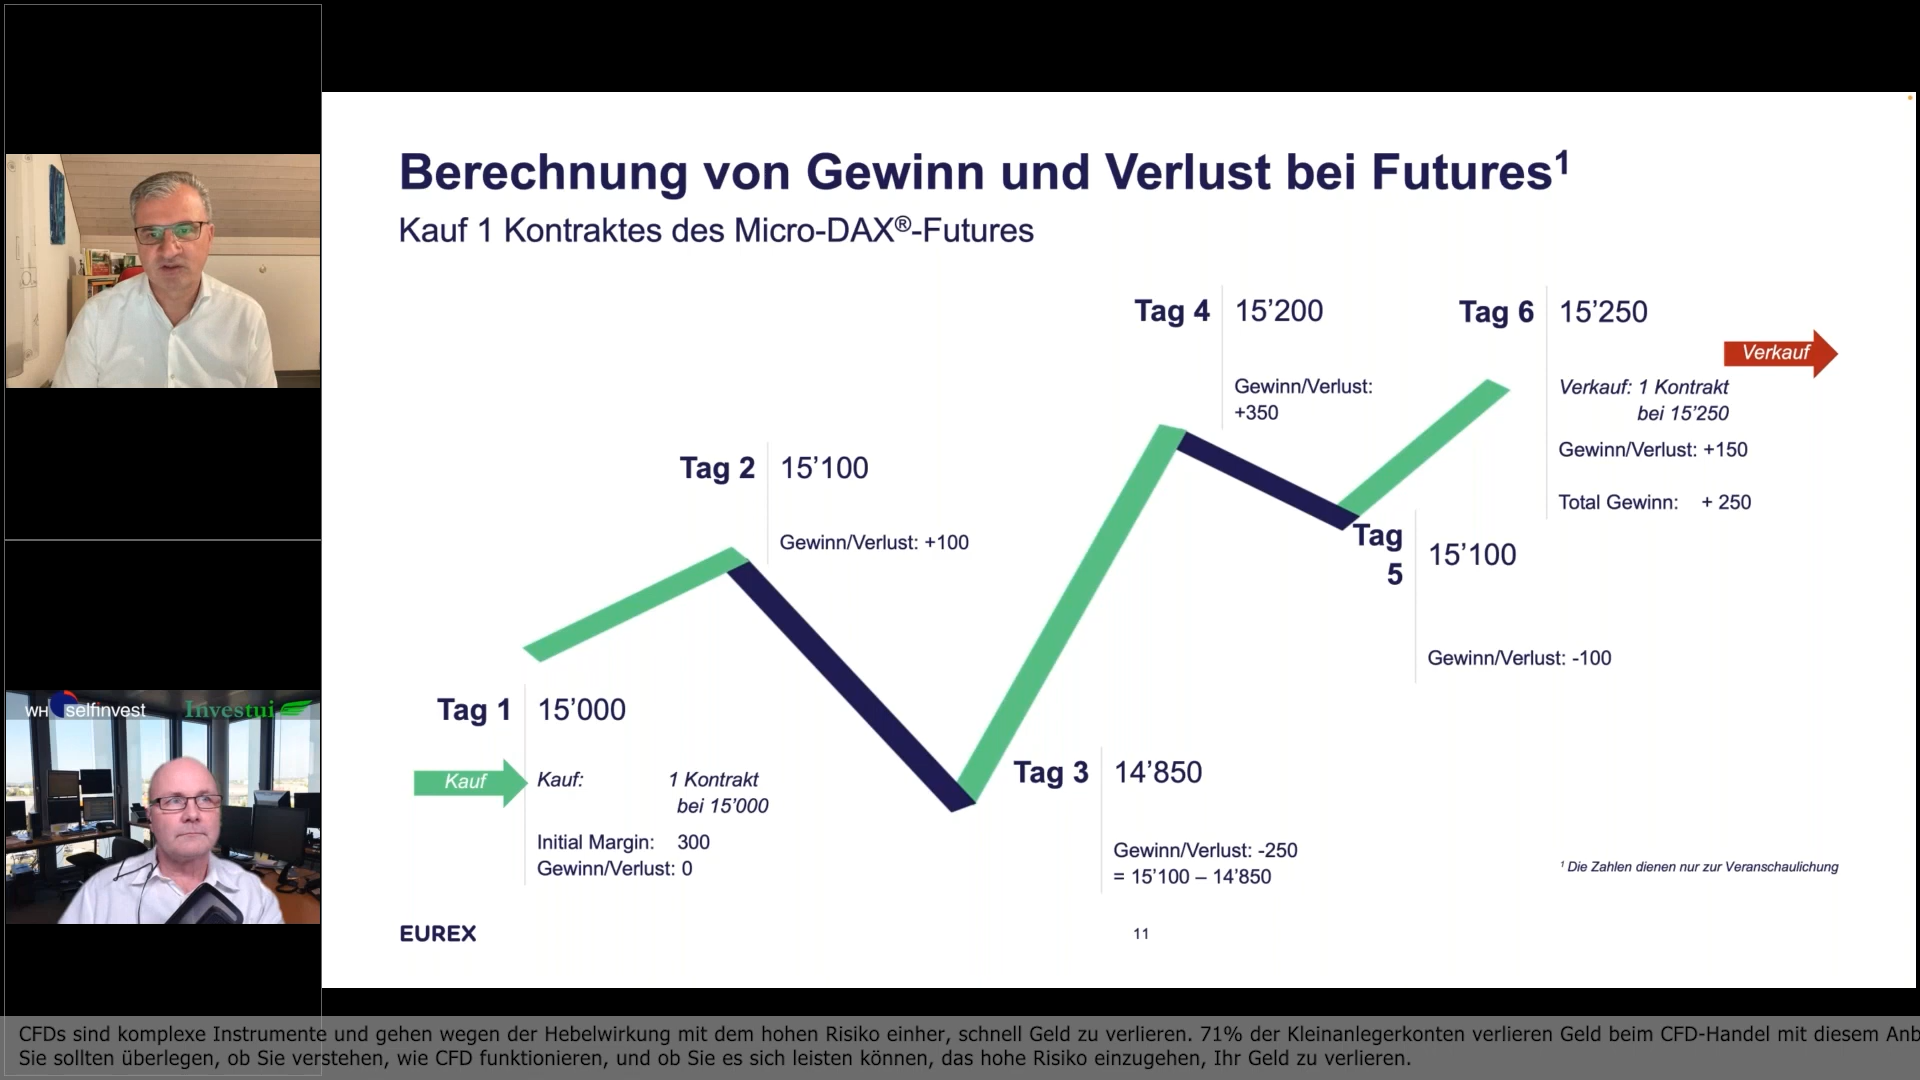 Berechnung von Gewinn und Verlust bei Futures¹
Kauf 1 Kontraktes des Micro-DAX®-Futures
Tag 1 15’000
Kauf
Kauf: 1 Kontrakt
bei 15’000
Initial Margin: 300
Gewinn/Verlust: 0
Tag 2 15’100
Gewinn/Verlust: +100
Tag 3 14’850
Gewinn/Verlust: -250
= 15’100 – 14’850
Tag 4 15’200
Gewinn/Verlust:
+350
Tag
5
15’100
Gewinn/Verlust: -100
Tag 6 15’250
Verkauf
Verkauf: 1 Kontrakt
bei 15’250
Gewinn/Verlust: +150
Total Gewinn: + 250
¹ Die Zahlen dienen nur zur Veranschaulichung
EUREX
11
WH selfinvest
Investui
CFDs sind komplexe Instrumente und gehen wegen der Hebelwirkung mit dem hohen Risiko einher, schnell Geld zu verlieren. 71% der Kleinanlegerkonten verlieren Geld beim CFD-Handel mit diesem Anb
Sie sollten überlegen, ob Sie verstehen, wie CFD funktionieren, und ob Sie es sich leisten können, das hohe Risiko einzugehen, Ihr Geld zu verlieren.